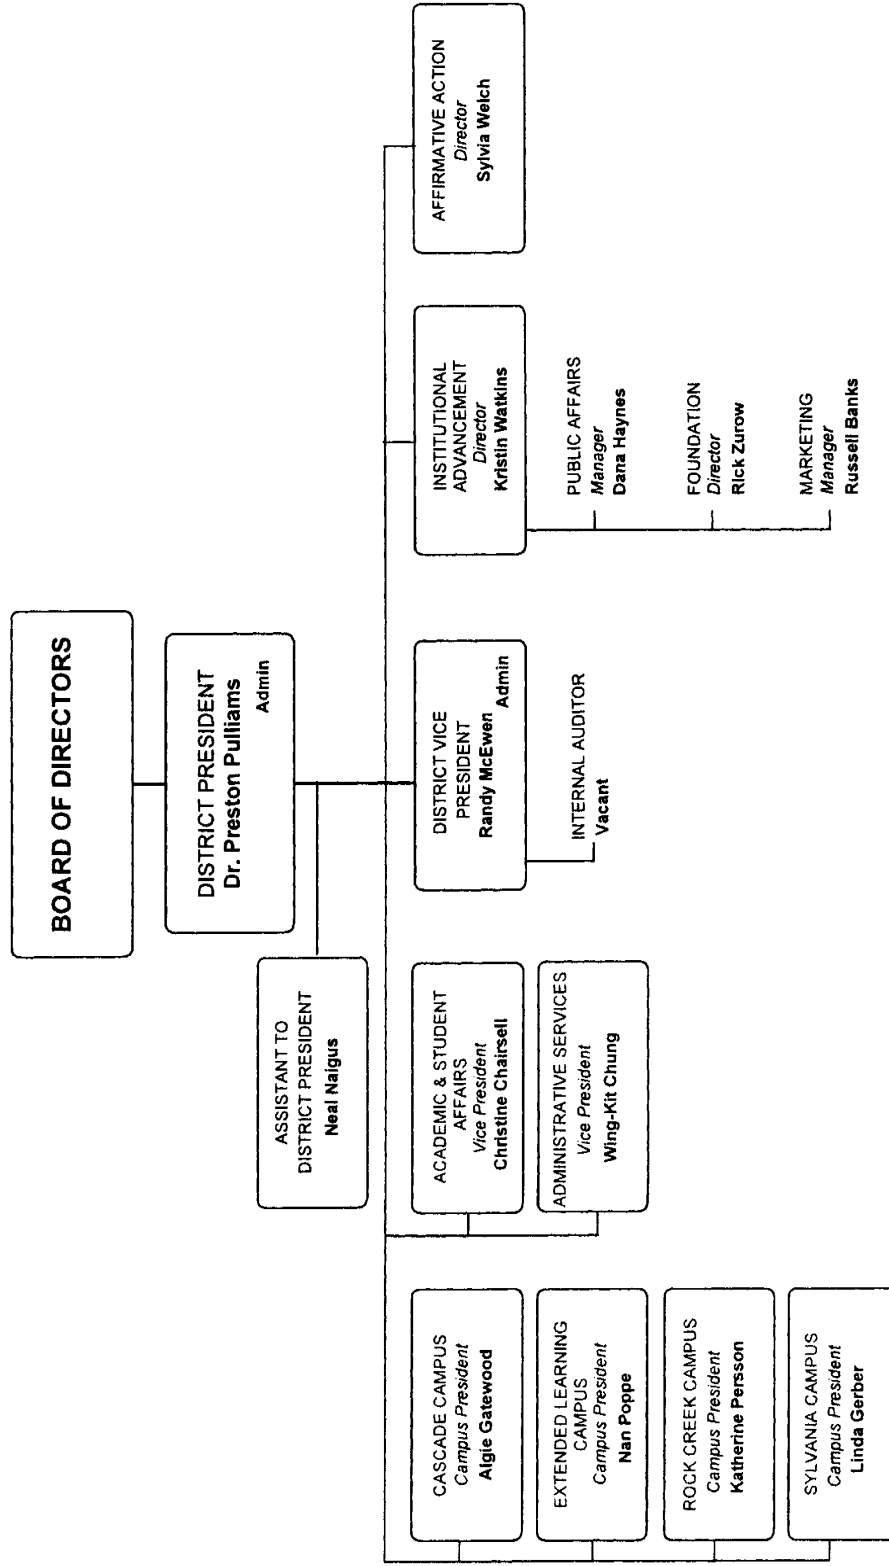 BOARD OF DIRECTORS
DISTRICT PRESIDENT
Dr. Preston Pulliams
Admin
ASSISTANT TO
DISTRICT PRESIDENT
Neal Naigus
CASCADE CAMPUS
Campus President
Algie Gatewood
EXTENDED LEARNING
CAMPUS
Campus President
Nan Poppe
ROCK CREEK CAMPUS
Campus President
Katherine Persson
SYLVANIA CAMPUS
Campus President
Linda Gerber
ACADEMIC & STUDENT
AFFAIRS
Vice President
Christine Chairsell
ADMINISTRATIVE SERVICES
Vice President
Wing-Kit Chung
DISTRICT VICE
PRESIDENT
Randy McEwen
Admin
INTERNAL AUDITOR
Vacant
INSTITUTIONAL
ADVANCEMENT
Director
Kristin Watkins
PUBLIC AFFAIRS
Manager
Dana Haynes
FOUNDATION
Director
Rick Zurow
MARKETING
Manager
Russell Banks
AFFIRMATIVE ACTION
Director
Sylvia Welch